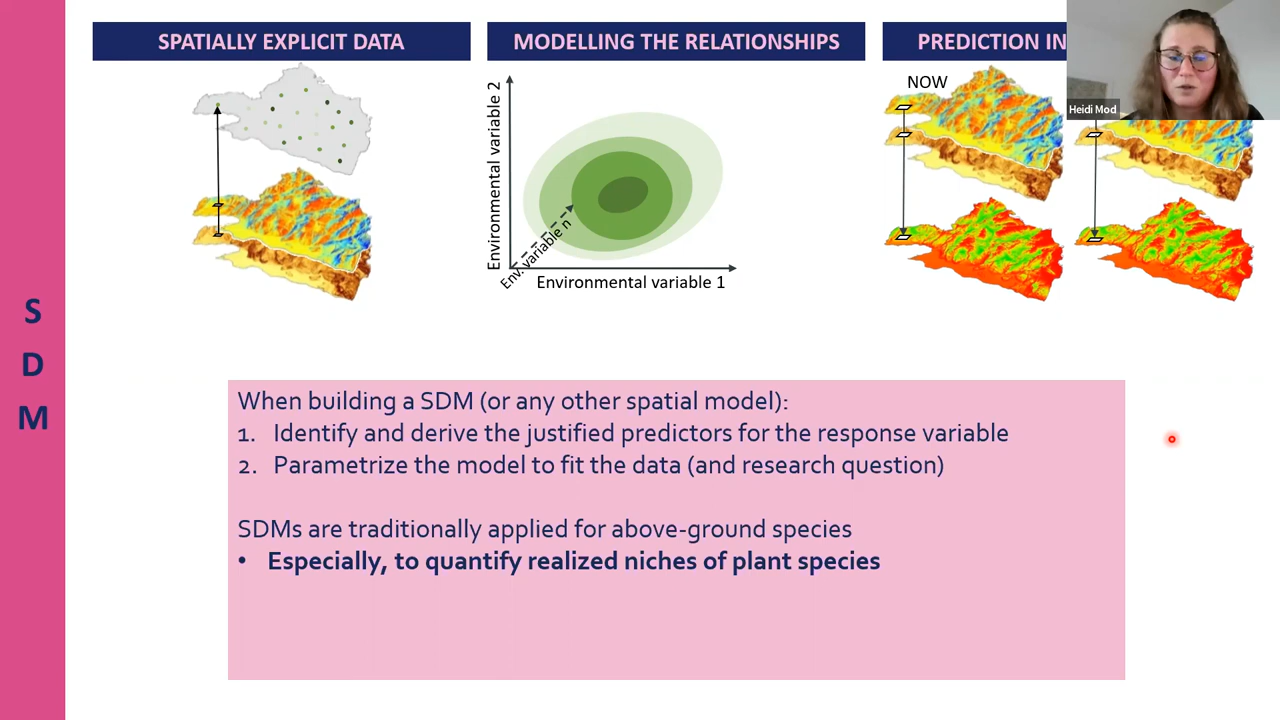 SPATIALLY EXPLICIT DATA
MODELLING THE RELATIONSHIPS
PREDICTION IN
NOW
Heidi Mod
Environmental variable 2
Env. variable n
Environmental variable 1
S
D
M
When building a SDM (or any other spatial model):
1. Identify and derive the justified predictors for the response variable
2. Parametrize the model to fit the data (and research question)
SDMs are traditionally applied for above-ground species
• Especially, to quantify realized niches of plant species